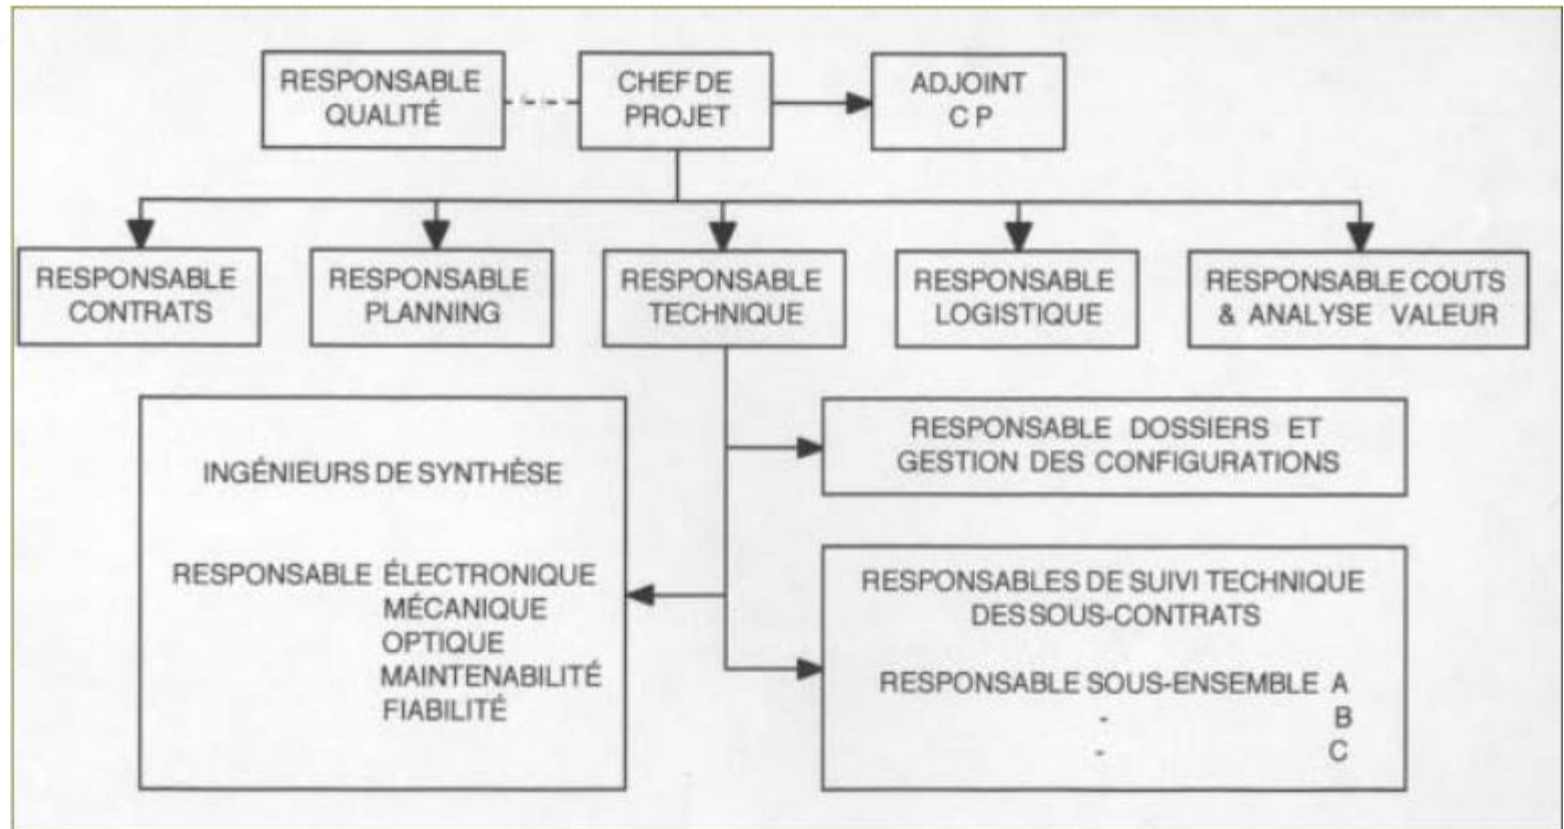 RESPONSABLE
QUALITÉ
CHEF DE
PROJET
ADJOINT
C P
RESPONSABLE
CONTRATS
RESPONSABLE
PLANNING
RESPONSABLE
TECHNIQUE
RESPONSABLE
LOGISTIQUE
RESPONSABLE COUTS
& ANALYSE VALEUR
INGÉNIEURS DE SYNTHÈSE
RESPONSABLE ÉLECTRONIQUE
MÉCANIQUE
OPTIQUE
MAINTENABILITÉ
FIABILITÉ
RESPONSABLE DOSSIERS ET
GESTION DES CONFIGURATIONS
RESPONSABLES DE SUIVI TECHNIQUE
DES SOUS-CONTRATS
RESPONSABLE SOUS-ENSEMBLE A
- B
- C